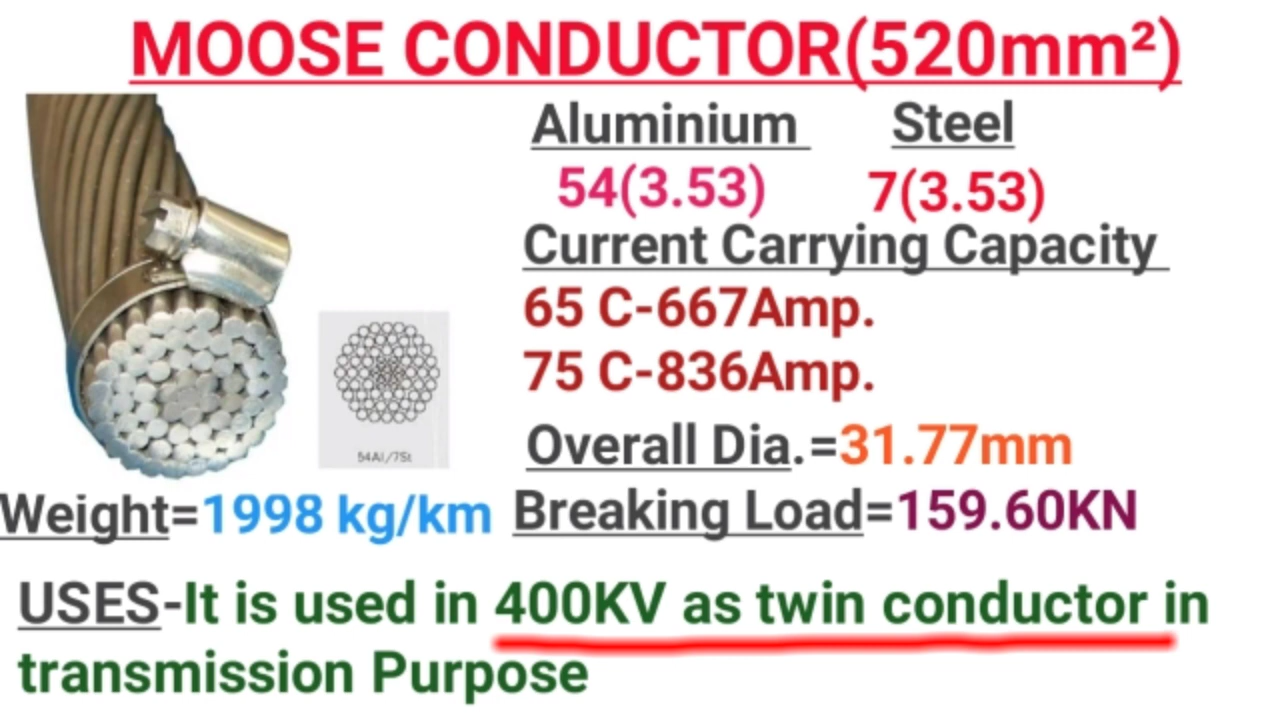 MOOSE CONDUCTOR(520mm²)
Aluminium Steel
54(3.53) 7(3.53)
Current Carrying Capacity
65 C-667Amp.
75 C-836Amp.
54Al/7St
Overall Dia.=31.77mm
Weight=1998 kg/km Breaking Load=159.60KN
USES-It is used in 400KV as twin conductor in
transmission Purpose